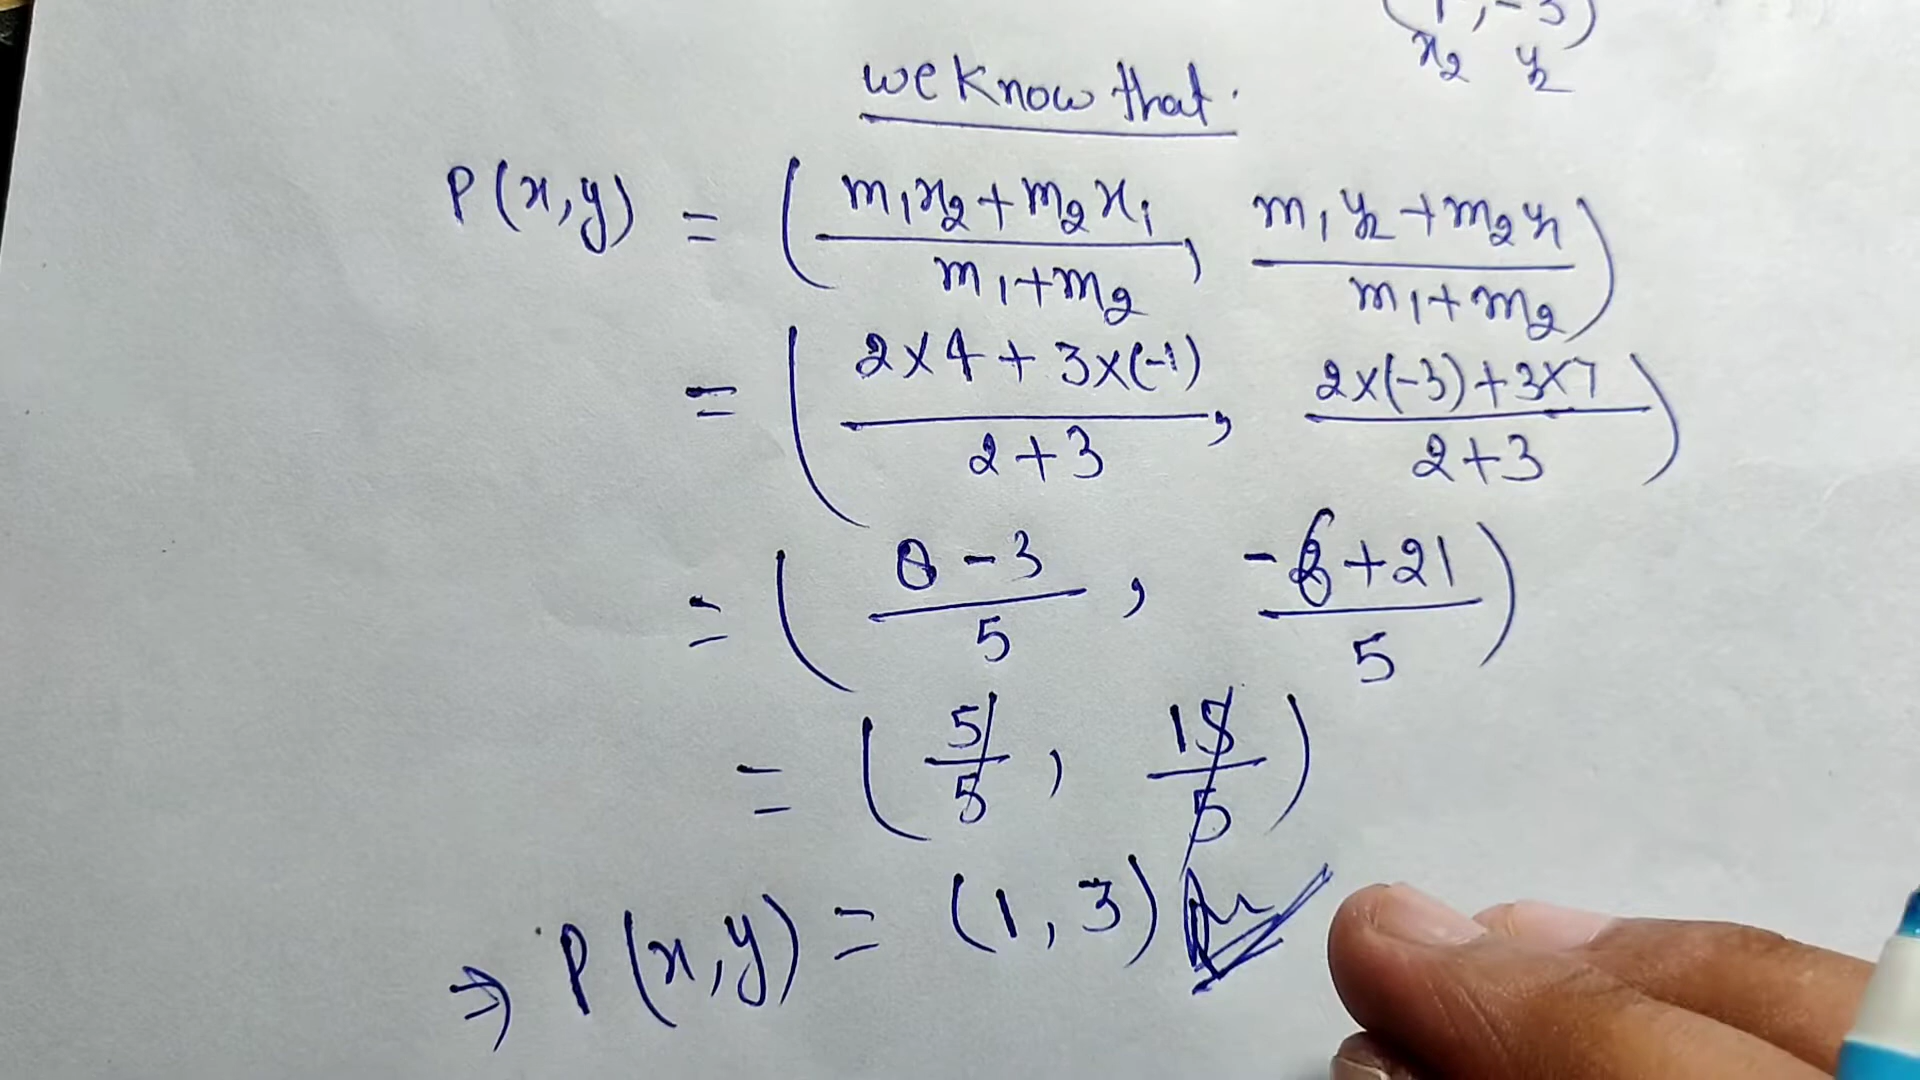 , -3)
x₂ y₂
we know that.
P(x,y) = ( (m₁x₂+m₂x₁)/(m₁+m₂), (m₁y₂+m₂y₁)/(m₁+m₂) )
= ( (2×4+3×(-1))/(2+3), (2×(-3)+3×7)/(2+3) )
= ( (8-3)/5, (-6+21)/5 )
= ( 5/5, 15/5 )
⇒ P(x,y) = (1,3)